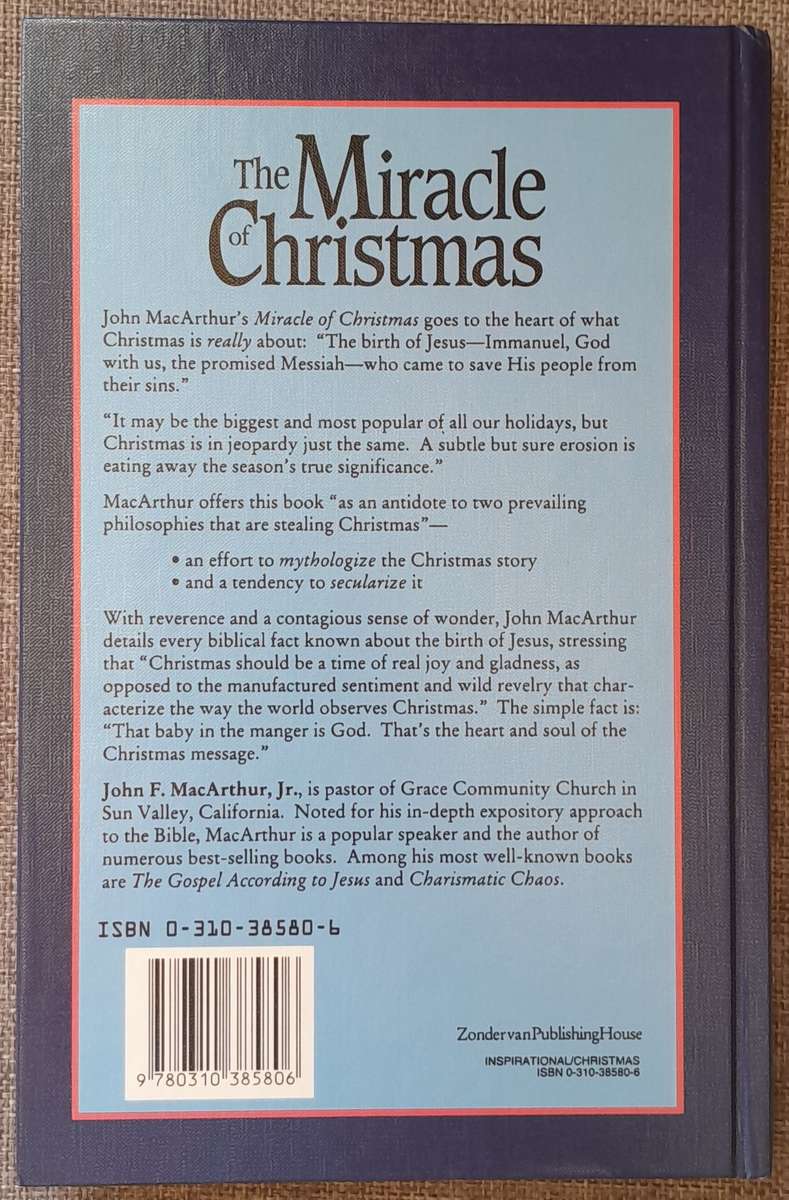 The Miracle
of Christmas
John MacArthur's Miracle of Christmas goes to the heart of what
Christmas is really about: “The birth of Jesus—Immanuel, God
with us, the promised Messiah—who came to save His people from
their sins.”
“It may be the biggest and most popular of all our holidays, but
Christmas is in jeopardy just the same. A subtle but sure erosion is
eating away the season's true significance.”
MacArthur offers this book “as an antidote to two prevailing
philosophies that are stealing Christmas”—
• an effort to mythologize the Christmas story
• and a tendency to secularize it
With reverence and a contagious sense of wonder, John MacArthur
details every biblical fact known about the birth of Jesus, stressing
that “Christmas should be a time of real joy and gladness, as
opposed to the manufactured sentiment and wild revelry that char-
acterize the way the world observes Christmas.” The simple fact is:
“That baby in the manger is God. That's the heart and soul of the
Christmas message.”
John F. MacArthur, Jr., is pastor of Grace Community Church in
Sun Valley, California. Noted for his in-depth expository approach
to the Bible, MacArthur is a popular speaker and the author of
numerous best-selling books. Among his most well-known books
are The Gospel According to Jesus and Charismatic Chaos.
ISBN 0-310-38580-6
9 780310 385806
ZondervanPublishingHouse
INSPIRATIONAL/CHRISTMAS
ISBN 0-310-38580-6